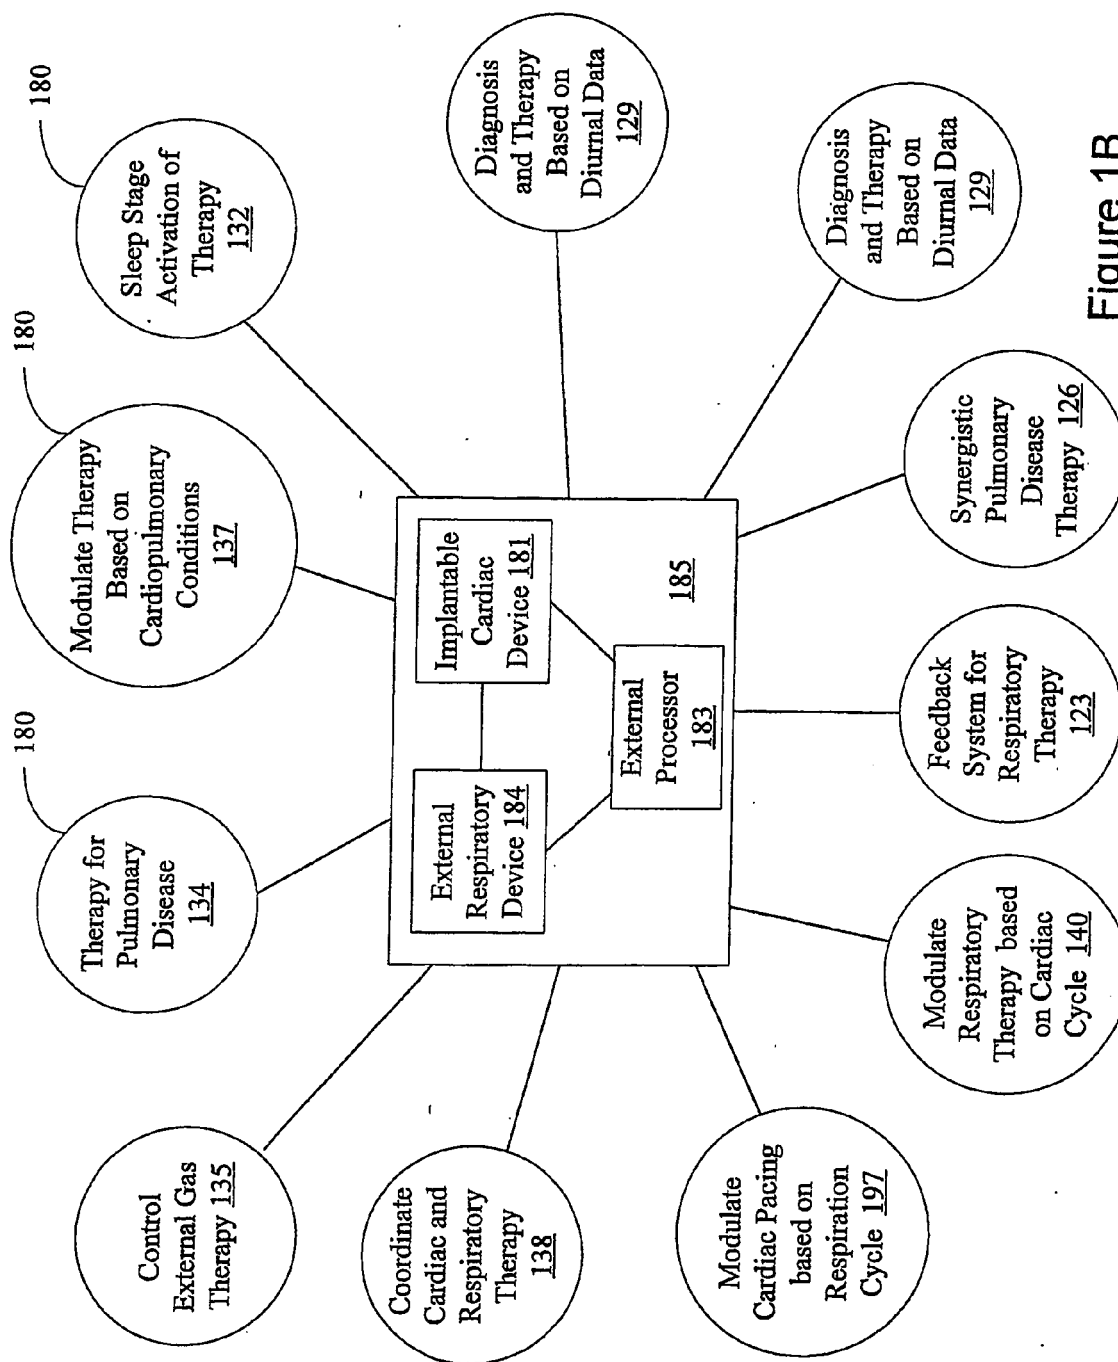 Control
External Gas
Therapy 135
Therapy for
Pulmonary
Disease
134
180
Modulate Therapy
Based on
Cardiopulmonary
Conditions
137
180
Sleep Stage
Activation of
Therapy
132
180
Coordinate
Cardiac and
Respiratory
Therapy
138
External
Respiratory
Device 184
Implantable
Cardiac
Device 181
External
Processor
183
185
Diagnosis
and Therapy
Based on
Diurnal Data
129
Modulate
Cardiac Pacing
based on
Respiration
Cycle 197
Modulate
Respiratory
Therapy based
on Cardiac
Cycle 140
Feedback
System for
Respiratory
Therapy
123
Synergistic
Pulmonary
Disease
Therapy 126
Diagnosis
and Therapy
Based on
Diurnal Data
129
Figure 1B